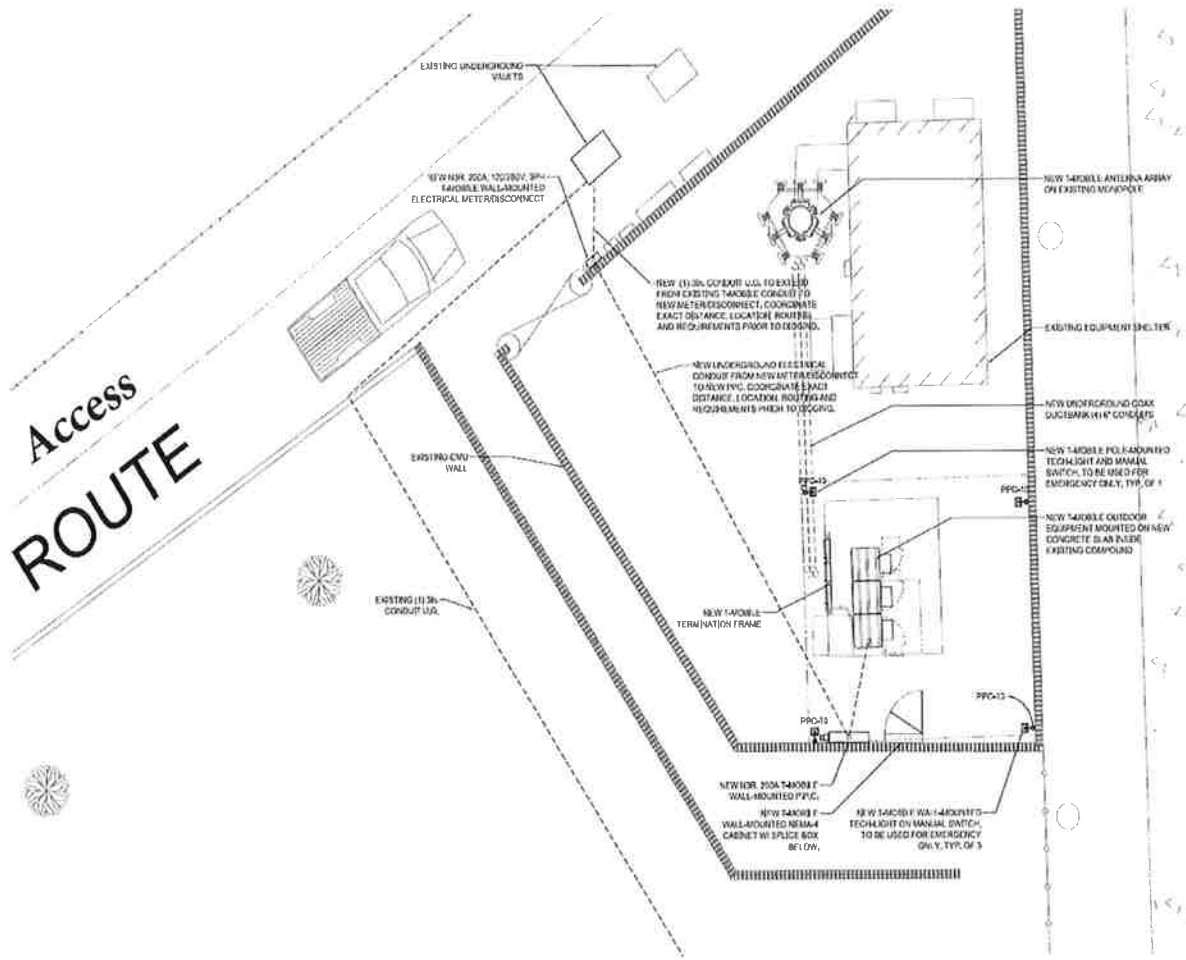 EXISTING UNDERGROUND
VAULTS
NEW N3R, 200A, 120/280V, 3PH
T-MOBILE WALL-MOUNTED
ELECTRICAL METER/DISCONNECT
NEW T-MOBILE ANTENNA ARRAY
ON EXISTING MONOPOLE
NEW (1) CONDUIT U.G. TO EXTEND
FROM EXISTING T-MOBILE CONDUIT TO
NEW METER/DISCONNECT, COORDINATE
EXACT DISTANCE, LOCATION, ROUTING
AND REQUIREMENTS PRIOR TO DIGGING.
EXISTING EQUIPMENT SHELTER
NEW UNDERGROUND ELECTRICAL
CONDUIT FROM NEW METER/DISCONNECT
TO NEW PPC. COORDINATE EXACT
DISTANCE, LOCATION, ROUTING AND
REQUIREMENTS PRIOR TO DIGGING.
Access
ROUTE
NEW UNDERGROUND COAX
DUCTBANK (4) 6" CONDUITS
EXISTING CMU
WALL
NEW T-MOBILE POLE-MOUNTED
TECH-LIGHT AND MANUAL
SWITCH, TO BE USED FOR
EMERGENCY ONLY, TYP. OF 1
NEW T-MOBILE OUTDOOR
EQUIPMENT MOUNTED ON NEW
CONCRETE SLAB INSIDE
EXISTING COMPOUND
EXISTING (1)
CONDUIT U.G.
NEW T-MOBILE
TERMINATION FRAME
PPC-13
NEW N3R, 200A T-MOBILE
WALL-MOUNTED P.P.C.
NEW T-MOBILE
WALL-MOUNTED NEMA-4
CABINET W/ SPLICE BOX
BELOW.
NEW T-MOBILE WALL-MOUNTED
TECH-LIGHT ON MANUAL SWITCH,
TO BE USED FOR EMERGENCY
ONLY, TYP. OF 3